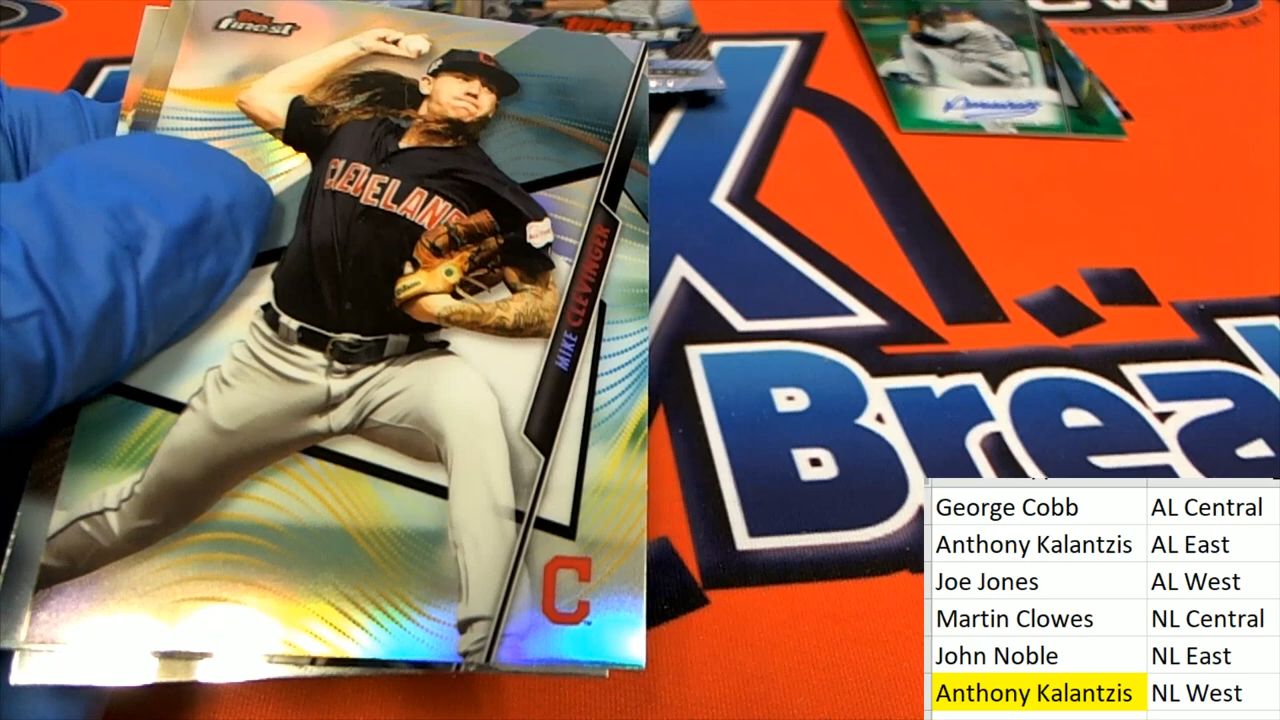 Topps
finest
CLEVELAND
MIKE CLEVINGER
C
X
Brea
George Cobb AL Central
Anthony Kalantzis AL East
Joe Jones AL West
Martin Clowes NL Central
John Noble NL East
Anthony Kalantzis NL West